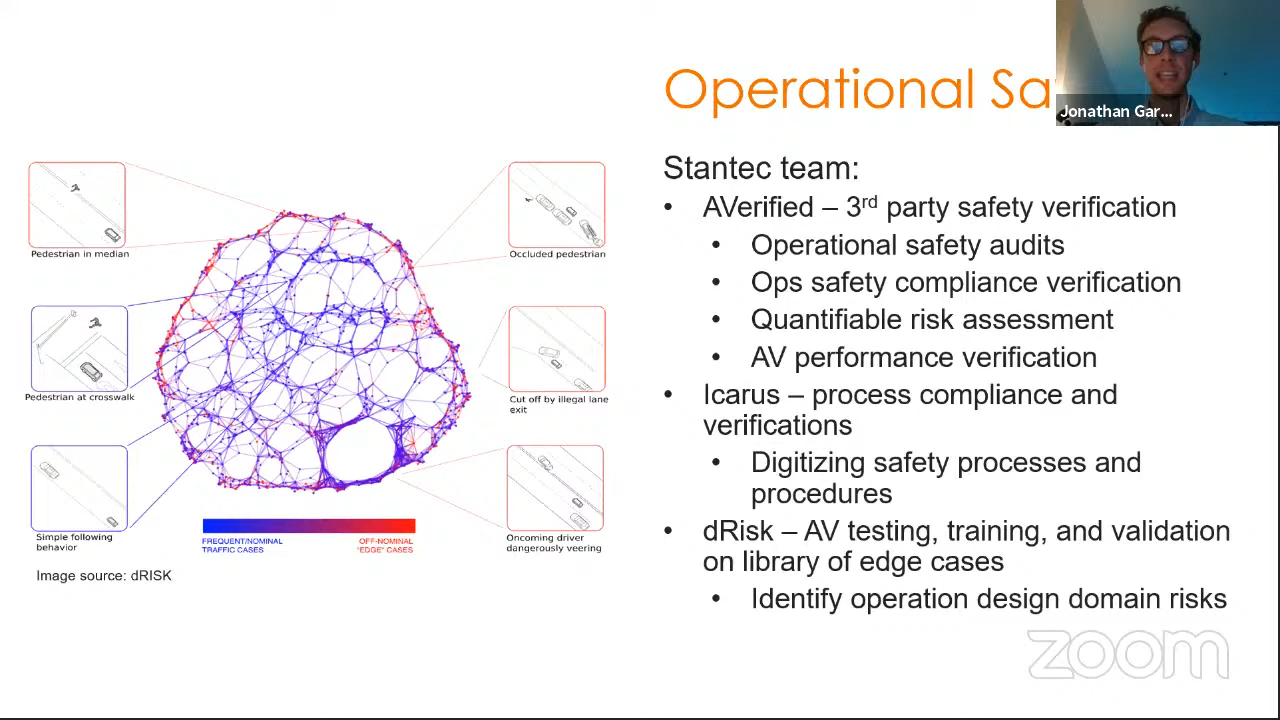 Operational Sa
Jonathan Gar...
Stantec team:
• AVerified – 3rd party safety verification
• Operational safety audits
• Ops safety compliance verification
• Quantifiable risk assessment
• AV performance verification
• Icarus – process compliance and
verifications
• Digitizing safety processes and
procedures
• dRisk – AV testing, training, and validation
on library of edge cases
• Identify operation design domain risks
Pedestrian in median
Occluded pedestrian
Pedestrian at crosswalk
Cut off by illegal lane
exit
Simple following
behavior
Oncoming driver
dangerously veering
FREQUENT/NOMINAL
TRAFFIC CASES
OFF-NOMINAL
"EDGE" CASES
Image source: dRISK
zoom